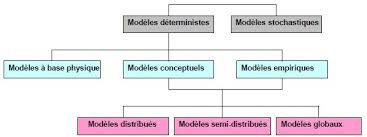 Modèles déterministes
Modèles stochastiques
Modèles à base physique
Modèles conceptuels
Modèles empiriques
Modèles distribués
Modèles semi-distribués
Modèles globaux